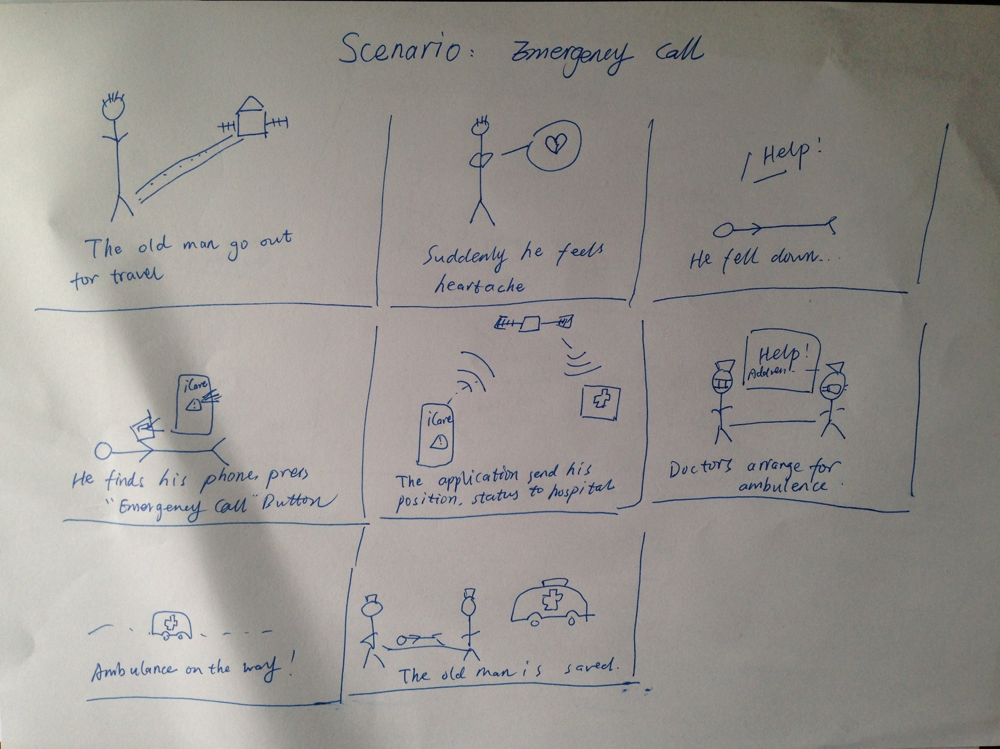 Scenario: Emergency Call
The old man go out
for travel
Suddenly he feels
heartache
Help!
He fell down...
iCare
He finds his phone, press
"Emergency Call" Button
iCare
The application send his
position, status to hospital
Help!
Doctors arrange for
ambulence.
Ambulance on the way!
The old man is saved.